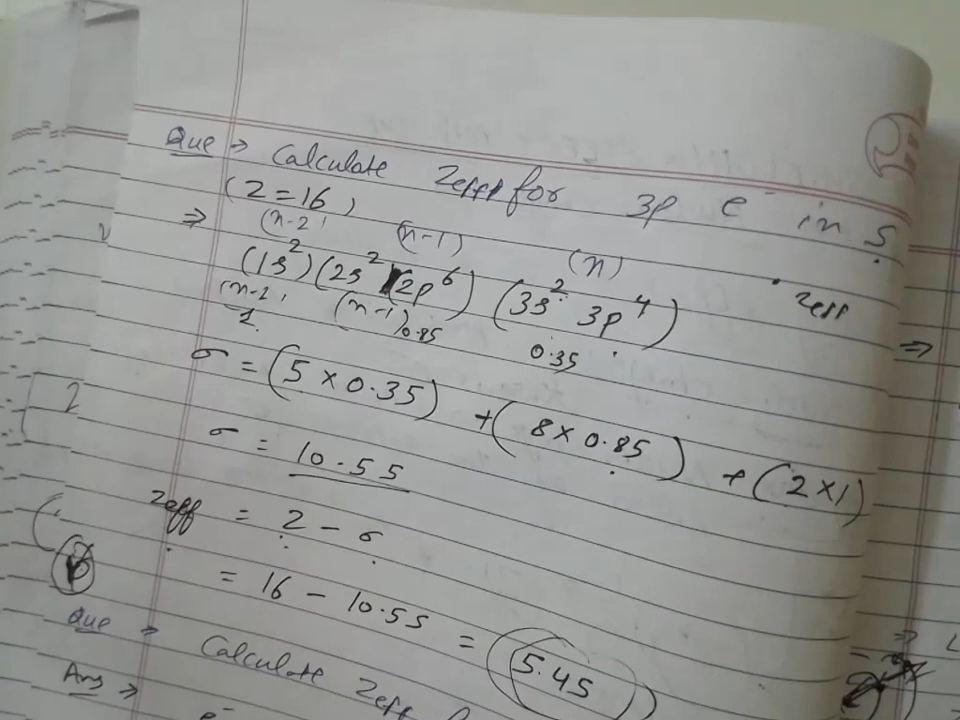 Que → Calculate Zeff for 3p e⁻ in S.
(Z=16)
(n-2) (n-1) (n)
⇒ (1s²)(2s² 2p⁶) (3s² 3p⁴) Zeff
(n-2) (n-1) 0.85 0.35
1
σ = (5×0.35) + (8×0.85) + (2×1)
σ = 10.55
Zeff = Z - σ
= 16 - 10.55 = 5.45
Que → Calculate Zeff
Ans →
e⁻